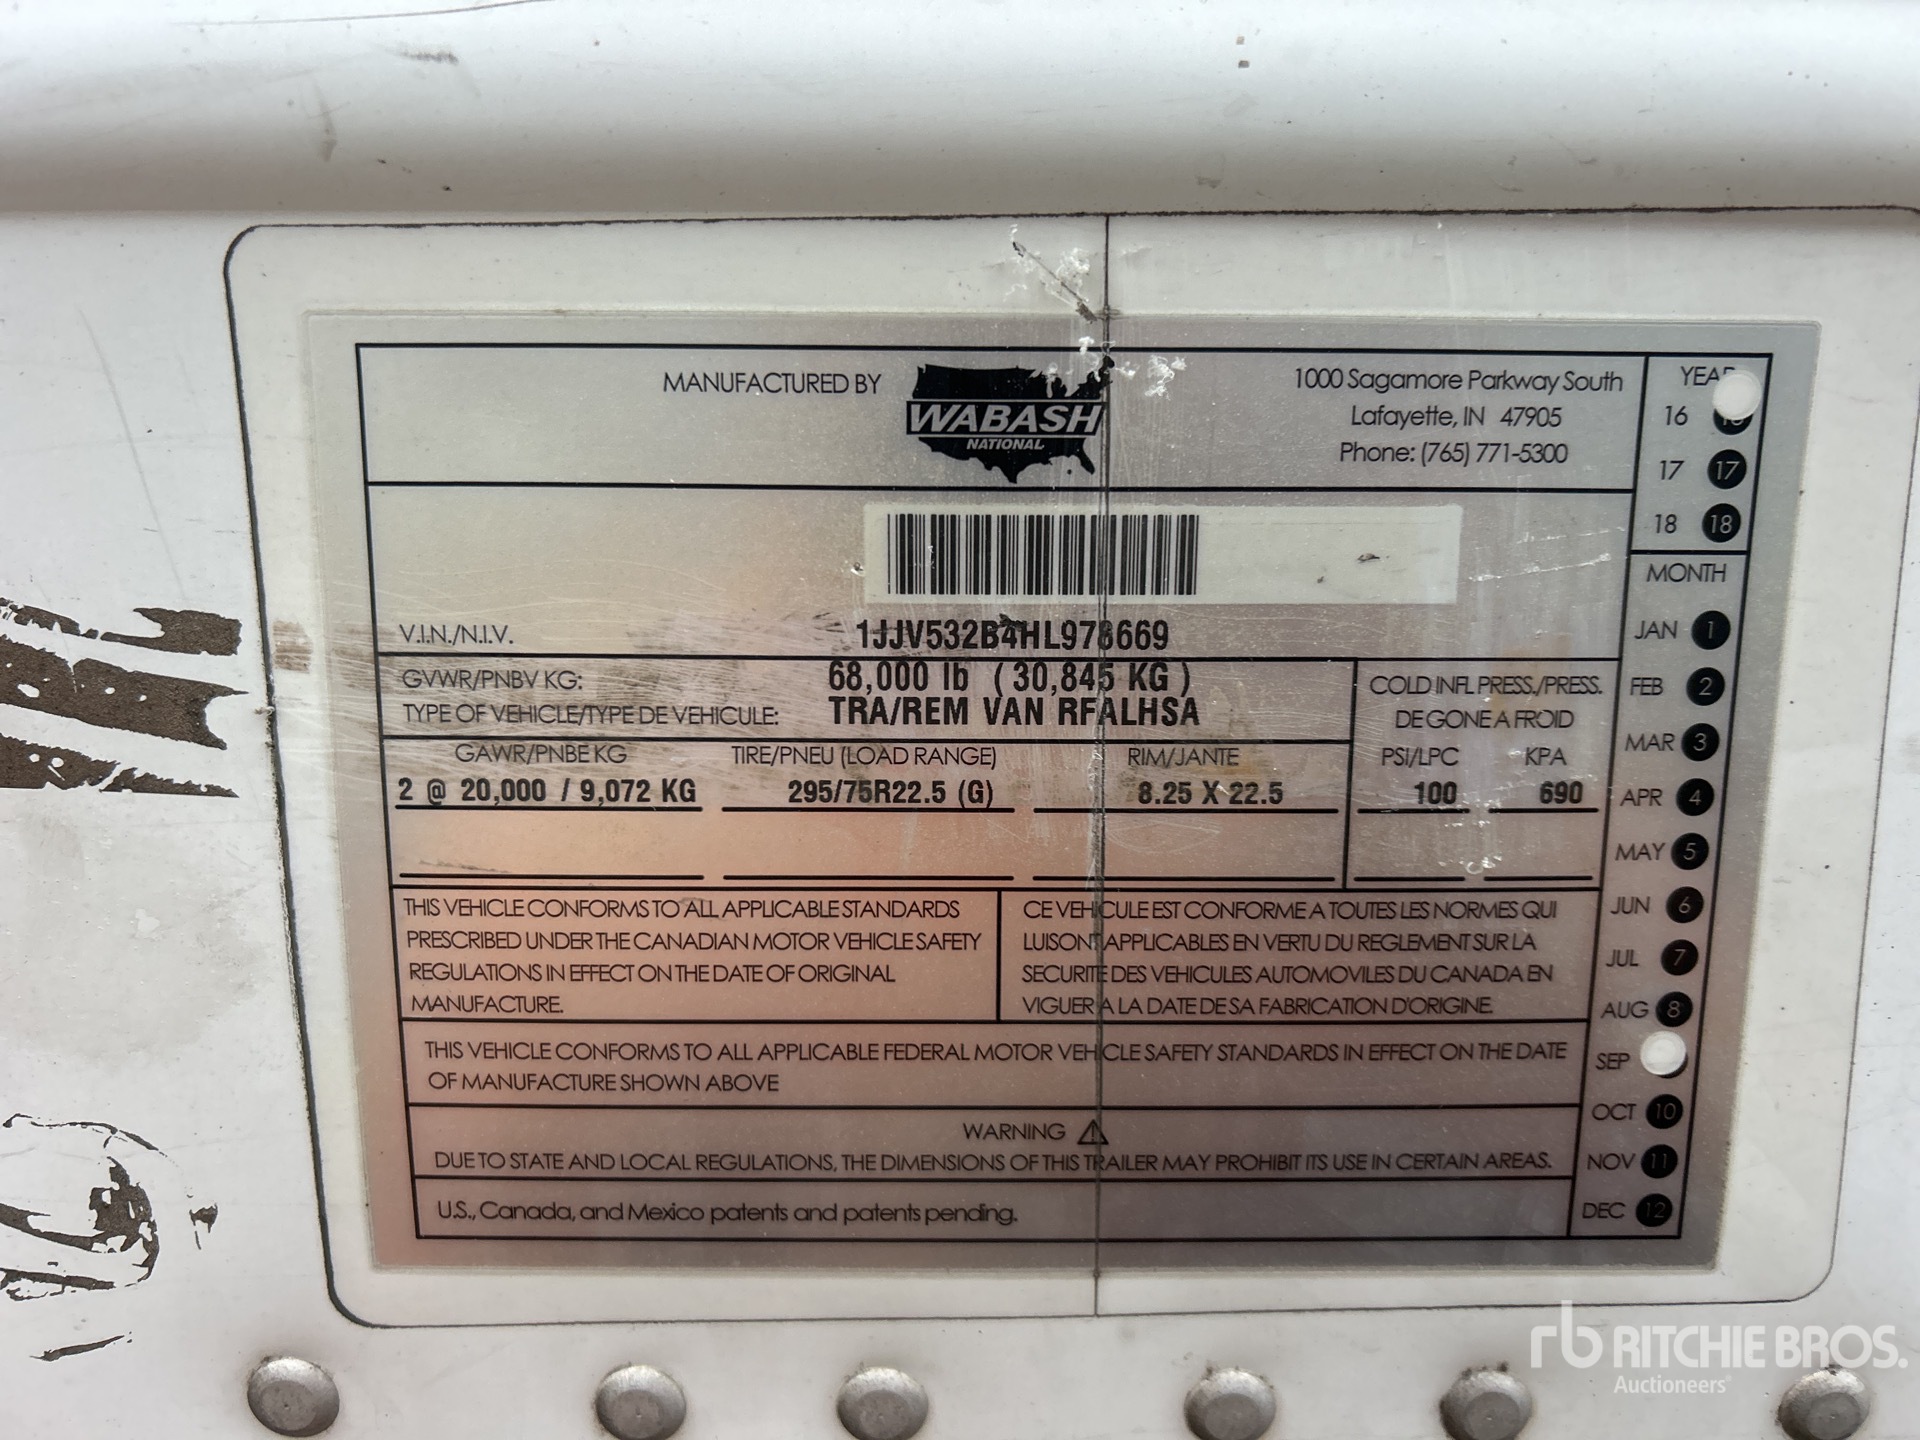 MANUFACTURED BY
WABASH
NATIONAL
1000 Sagamore Parkway South
Lafayette, IN 47905
Phone: (765) 771-5300
YEAR
16 16
17 17
18 18
MONTH
JAN 1
FEB 2
MAR 3
APR 4
MAY 5
JUN 6
JUL 7
AUG 8
SEP
OCT 10
NOV 11
DEC 12
V.I.N./N.I.V. 1JJV532B4HL978669
GVWR/PNBV KG: 68,000 lb ( 30,845 KG )
TYPE OF VEHICLE/TYPE DE VEHICULE: TRA/REM VAN RFALHSA
COLD INFL PRESS./PRESS.
DE GONE A FROID
GAWR/PNBE KG TIRE/PNEU (LOAD RANGE) RIM/JANTE PSI/LPC KPA
2 @ 20,000 / 9,072 KG 295/75R22.5 (G) 8.25 X 22.5 100 690
THIS VEHICLE CONFORMS TO ALL APPLICABLE STANDARDS
PRESCRIBED UNDER THE CANADIAN MOTOR VEHICLE SAFETY
REGULATIONS IN EFFECT ON THE DATE OF ORIGINAL
MANUFACTURE.
CE VEHICULE EST CONFORME A TOUTES LES NORMES QUI
LUISONT APPLICABLES EN VERTU DU REGLEMENT SUR LA
SECURITE DES VEHICULES AUTOMOVILES DU CANADA EN
VIGUER A LA DATE DE SA FABRICATION D'ORIGINE.
THIS VEHICLE CONFORMS TO ALL APPLICABLE FEDERAL MOTOR VEHICLE SAFETY STANDARDS IN EFFECT ON THE DATE
OF MANUFACTURE SHOWN ABOVE
WARNING
DUE TO STATE AND LOCAL REGULATIONS, THE DIMENSIONS OF THIS TRAILER MAY PROHIBIT ITS USE IN CERTAIN AREAS.
U.S., Canada, and Mexico patents and patents pending.
rb RITCHIE BROS.
Auctioneers